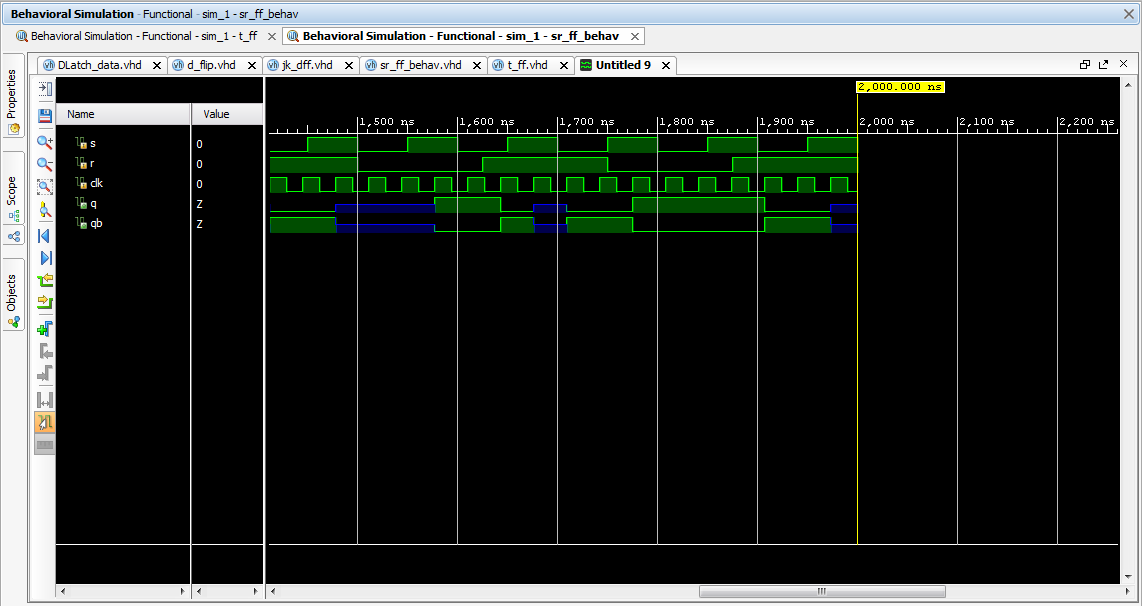 Behavioral Simulation - Functional - sim_1 - sr_ff_behav
Behavioral Simulation - Functional - sim_1 - t_ff Behavioral Simulation - Functional - sim_1 - sr_ff_behav
DLatch_data.vhd d_flip.vhd jk_dff.vhd sr_ff_behav.vhd t_ff.vhd Untitled 9
Properties
Scope
Objects
2,000.000 ns
Name Value
1,500 ns 1,600 ns 1,700 ns 1,800 ns 1,900 ns 2,000 ns 2,100 ns 2,200 ns
s 0
r 0
clk 0
q Z
qb Z